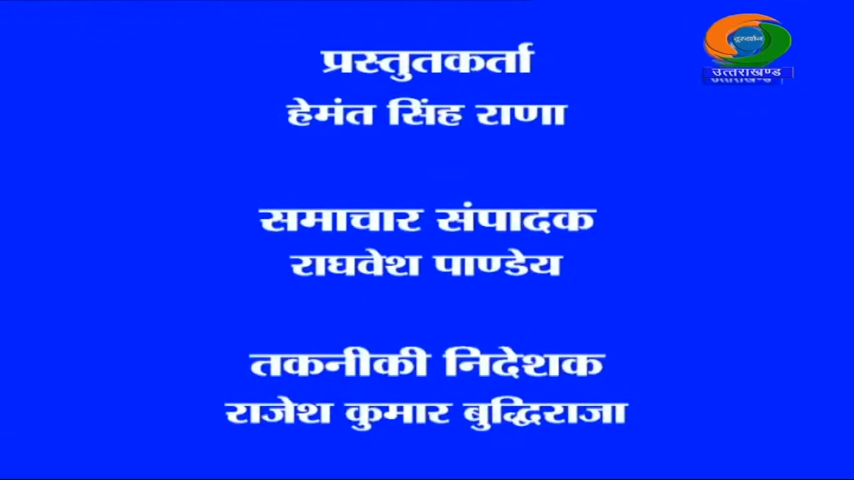 प्रस्तुतकर्ता
दूरदर्शन
उत्तराखण्ड
हेमंत सिंह राणा
समाचार संपादक
राघवेश पाण्डेय
तकनीकी निदेशक
राजेश कुमार बुद्धिराजा